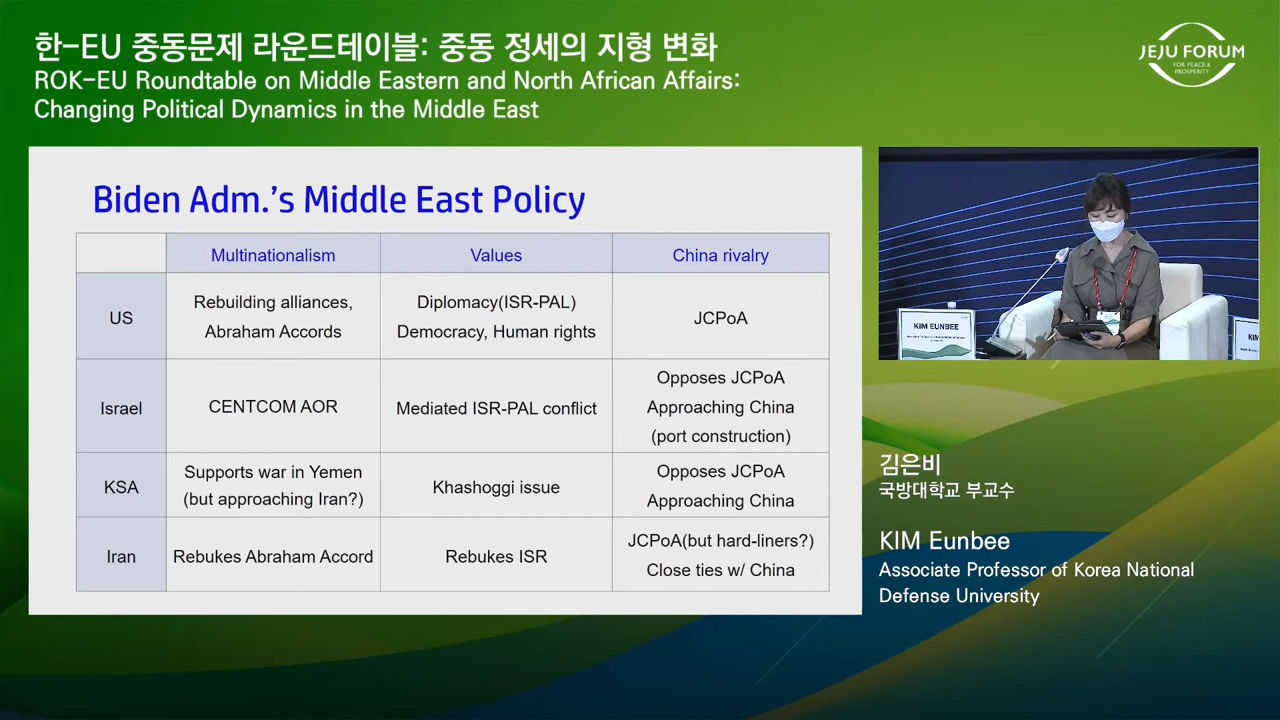 한-EU 중동문제 라운드테이블: 중동 정세의 지형 변화
ROK-EU Roundtable on Middle Eastern and North African Affairs:
Changing Political Dynamics in the Middle East
JEJU FORUM
FOR PEACE &
PROSPERITY
Biden Adm.'s Middle East Policy
Multinationalism Values China rivalry
US
Rebuilding alliances,
Abraham Accords
Diplomacy(ISR-PAL)
Democracy, Human rights
JCPoA
Israel
CENTCOM AOR
Mediated ISR-PAL conflict
Opposes JCPoA
Approaching China
(port construction)
KSA
Supports war in Yemen
(but approaching Iran?)
Khashoggi issue
Opposes JCPoA
Approaching China
Iran
Rebukes Abraham Accord
Rebukes ISR
JCPoA(but hard-liners?)
Close ties w/ China
KIM EUNBEE
김은비
국방대학교 부교수
KIM Eunbee
Associate Professor of Korea National
Defense University